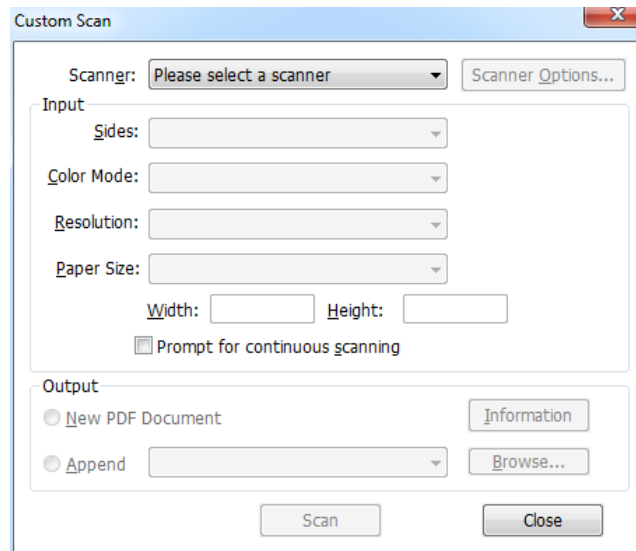 Custom Scan
Scanner: Please select a scanner Scanner Options...
Input
Sides:
Color Mode:
Resolution:
Paper Size:
Width: Height:
Prompt for continuous scanning
Output
New PDF Document Information
Append Browse...
Scan Close